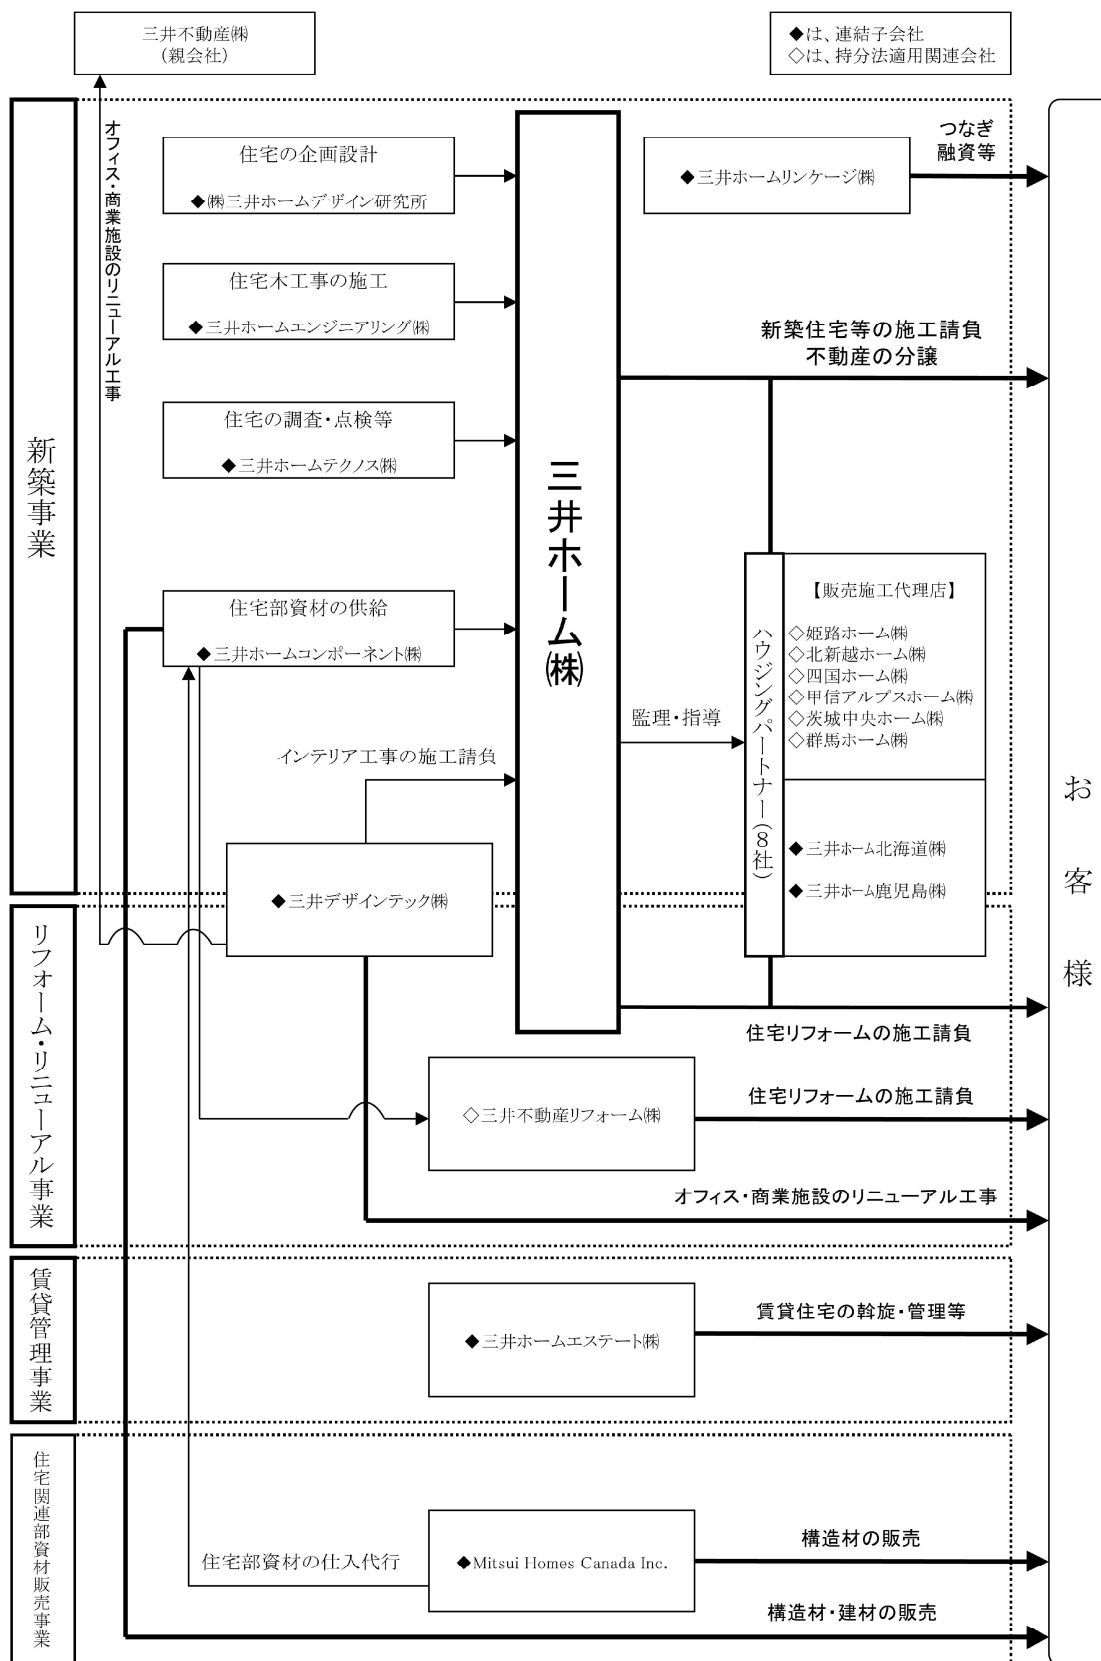 三井不動産㈱
(親会社)
◆は、連結子会社
◇は、持分法適用関連会社
新築事業
オフィス・商業施設のリニューアル工事
住宅の企画設計
◆㈱三井ホームデザイン研究所
住宅木工事の施工
◆三井ホームエンジニアリング㈱
住宅の調査・点検等
◆三井ホームテクノス㈱
住宅部資材の供給
◆三井ホームコンポーネント㈱
インテリア工事の施工請負
◆三井デザインテック㈱
三井ホーム㈱
◆三井ホームリンケージ㈱
つなぎ
融資等
新築住宅等の施工請負
不動産の分譲
監理・指導
ハウジングパートナー(8社)
【販売施工代理店】
◇姫路ホーム㈱
◇北新越ホーム㈱
◇四国ホーム㈱
◇甲信アルプスホーム㈱
◇茨城中央ホーム㈱
◇群馬ホーム㈱
◆三井ホーム北海道㈱
◆三井ホーム鹿児島㈱
お客様
リフォーム・リニューアル事業
住宅リフォームの施工請負
◇三井不動産リフォーム㈱
住宅リフォームの施工請負
オフィス・商業施設のリニューアル工事
賃貸管理事業
◆三井ホームエステート㈱
賃貸住宅の斡旋・管理等
住宅関連部資材販売事業
住宅部資材の仕入代行
◆Mitsui Homes Canada Inc.
構造材の販売
構造材・建材の販売